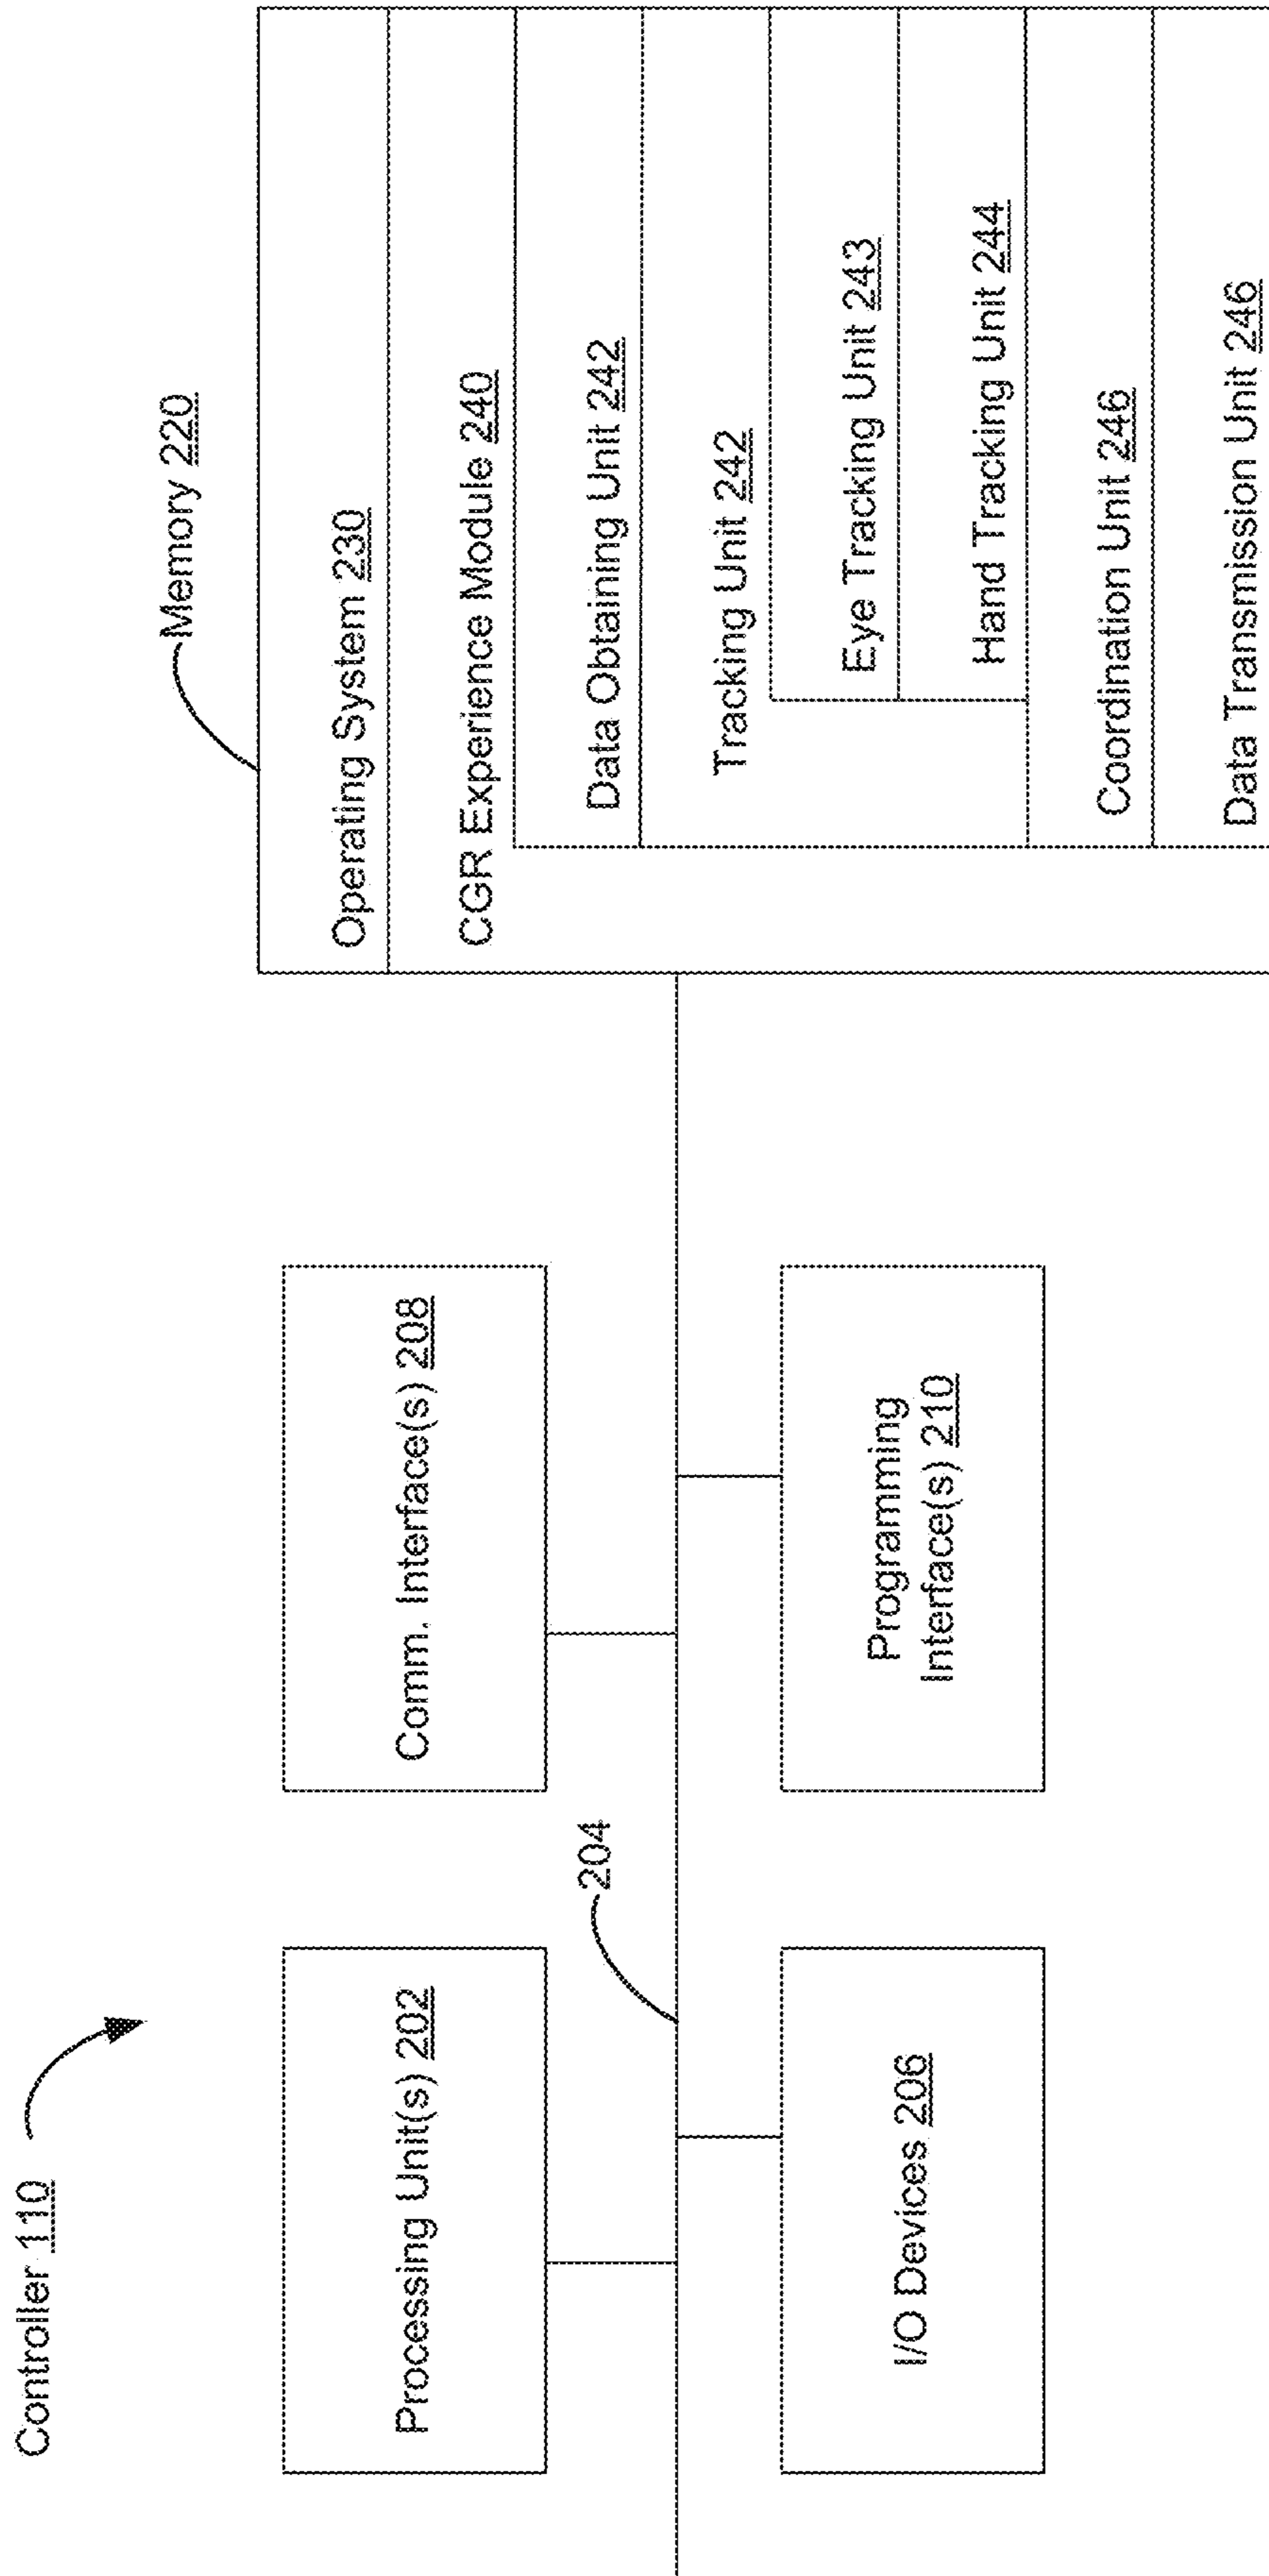 Controller 110
Memory 220
Processing Unit(s) 202
Comm. Interface(s) 208
204
I/O Devices 206
Programming
Interface(s) 210
Operating System 230
CGR Experience Module 240
Data Obtaining Unit 242
Tracking Unit 242
Eye Tracking Unit 243
Hand Tracking Unit 244
Coordination Unit 246
Data Transmission Unit 246